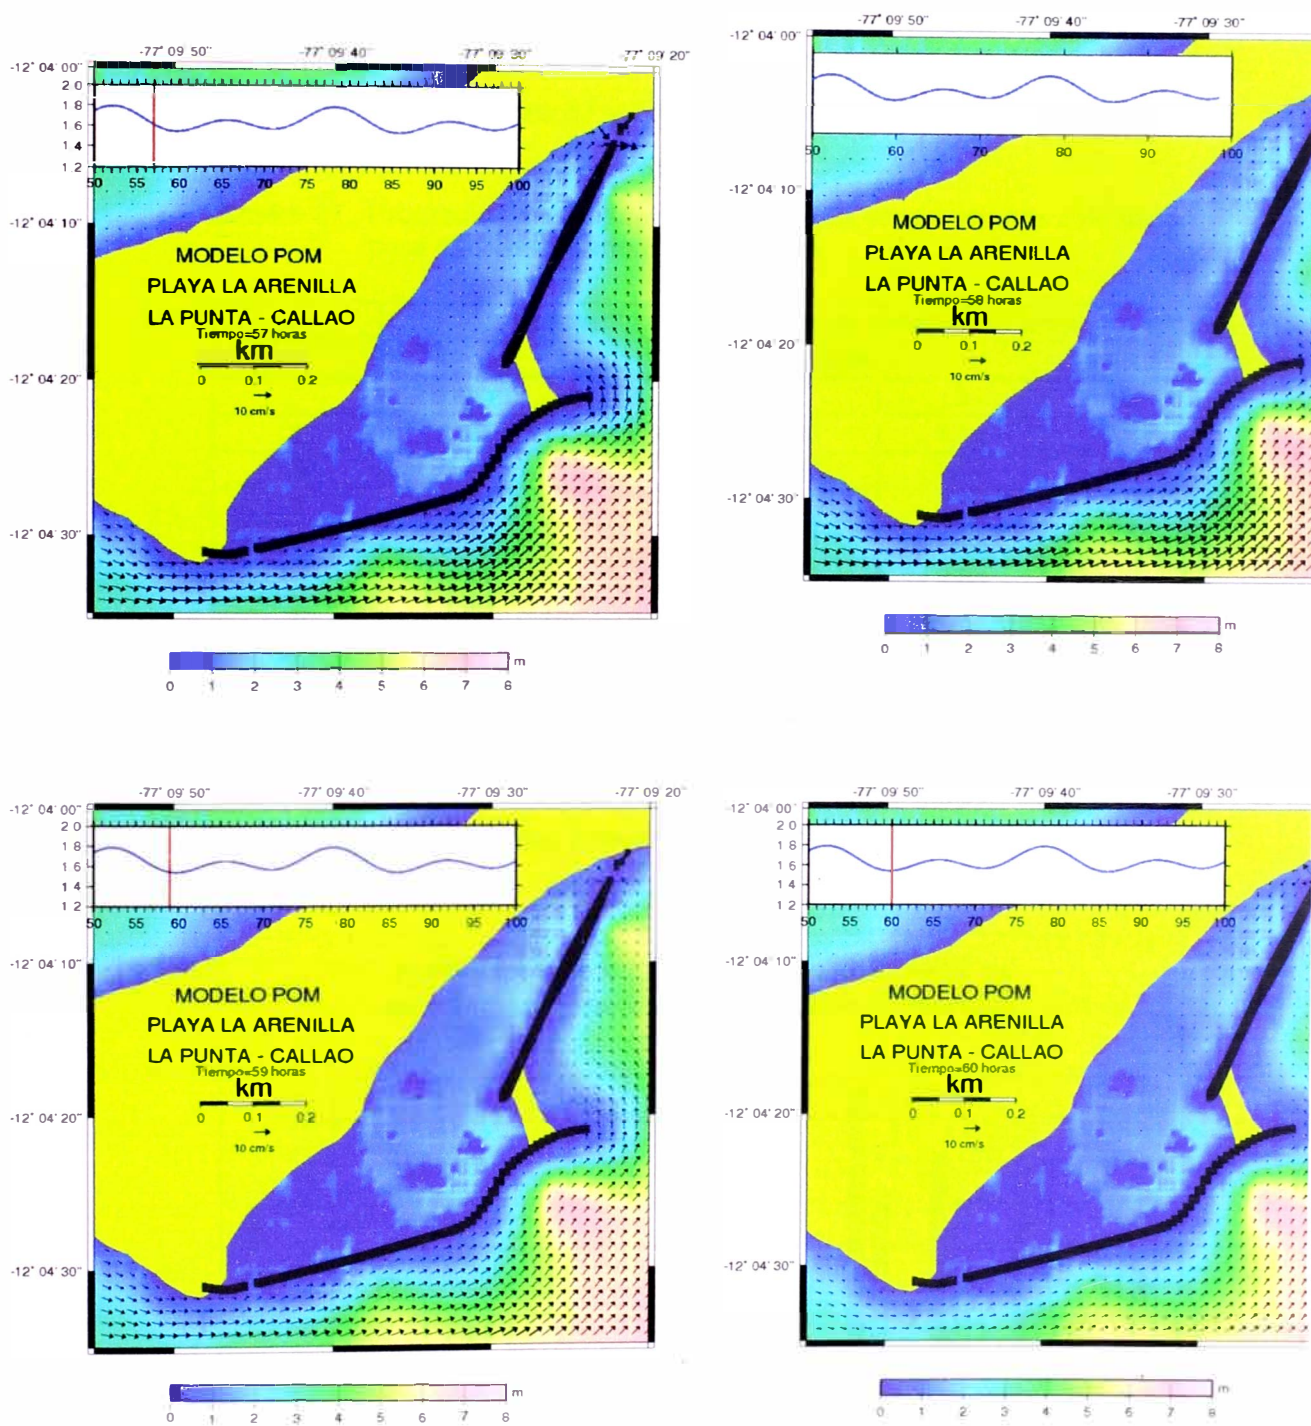 -77° 09' 50"
-77° 09' 40"
-77° 09' 30"
-77° 09' 20"
-12° 04' 00"
-12° 04' 10"
-12° 04' 20"
-12° 04' 30"
2 0
1 8
1 6
1 4
1 2
50 55 60 65 70 75 80 85 90 95 100
MODELO POM
PLAYA LA ARENILLA
LA PUNTA - CALLAO
Tiempo=57 horas
km
0 0.1 0.2
10 cm/s
0 1 2 3 4 5 6 7 8 m
-77° 09' 50"
-77° 09' 40"
-77° 09' 30"
-12° 04' 00"
-12° 04' 10"
-12° 04' 20"
-12° 04' 30"
50 60 70 80 90 100
MODELO POM
PLAYA LA ARENILLA
LA PUNTA - CALLAO
Tiempo=58 horas
km
0 0.1 0.2
10 cm/s
0 1 2 3 4 5 6 7 8 m
-77° 09' 50"
-77° 09' 40"
-77° 09' 30"
-77° 09' 20"
-12° 04' 00"
-12° 04' 10"
-12° 04' 20"
-12° 04' 30"
2 0
1 8
1 6
1 4
1 2
50 55 60 65 70 75 80 85 90 95 100
MODELO POM
PLAYA LA ARENILLA
LA PUNTA - CALLAO
Tiempo=59 horas
km
0 0.1 0.2
10 cm/s
0 1 2 3 4 5 6 7 8 m
-77° 09' 50"
-77° 09' 40"
-77° 09' 30"
-12° 04' 00"
-12° 04' 10"
-12° 04' 20"
-12° 04' 30"
2 0
1 8
1 6
1 4
1 2
50 55 60 65 70 75 80 85 90 95 100
MODELO POM
PLAYA LA ARENILLA
LA PUNTA - CALLAO
Tiempo=60 horas
km
0 0.1 0.2
10 cm/s
0 1 2 3 4 5 6 7 8 m